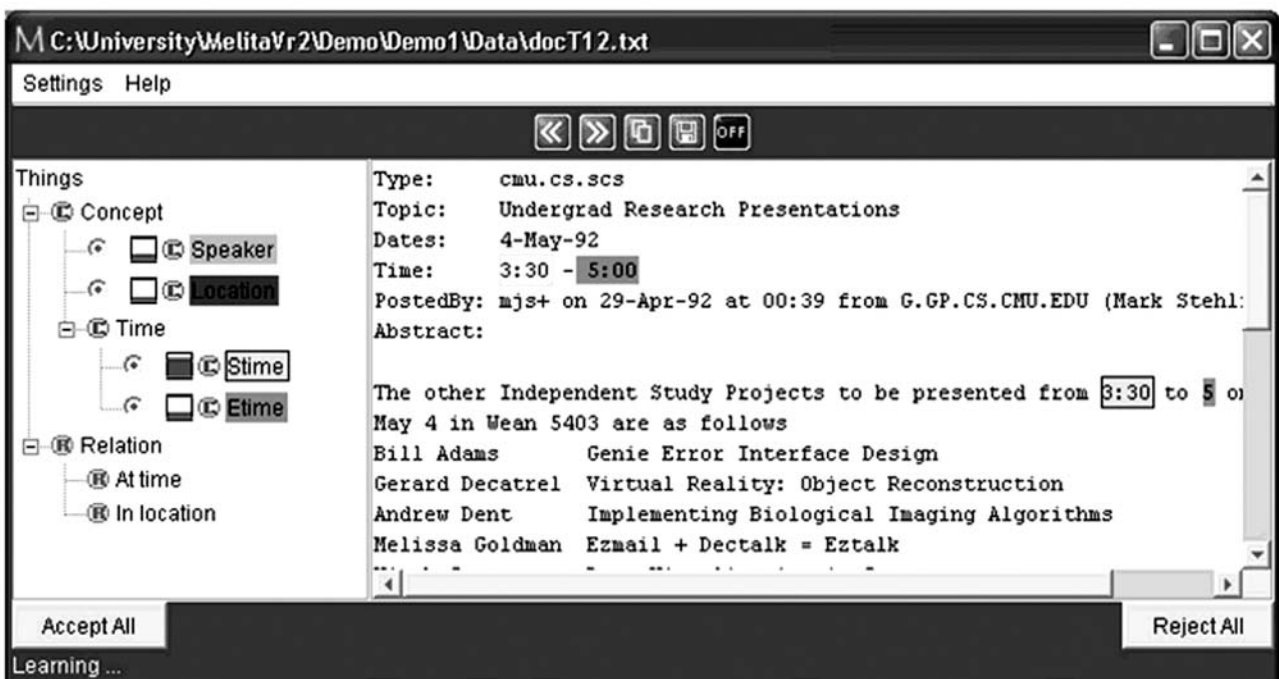 M C:\University\MelitaVr2\Demo\Demo1\Data\docT12.txt
Settings Help
OFF
Things
Concept
Speaker
Location
Time
Stime
Etime
Relation
At time
In location
Type: cmu.cs.scs
Topic: Undergrad Research Presentations
Dates: 4-May-92
Time: 3:30 - 5:00
PostedBy: mjs+ on 29-Apr-92 at 00:39 from G.GP.CS.CMU.EDU (Mark Stehl
Abstract:
The other Independent Study Projects to be presented from 3:30 to 5
May 4 in Wean 5403 are as follows
Bill Adams Genie Error Interface Design
Gerard Decatrel Virtual Reality: Object Reconstruction
Andrew Dent Implementing Biological Imaging Algorithms
Melissa Goldman Ezmail + Dectalk = Eztalk
Accept All
Reject All
Learning ...